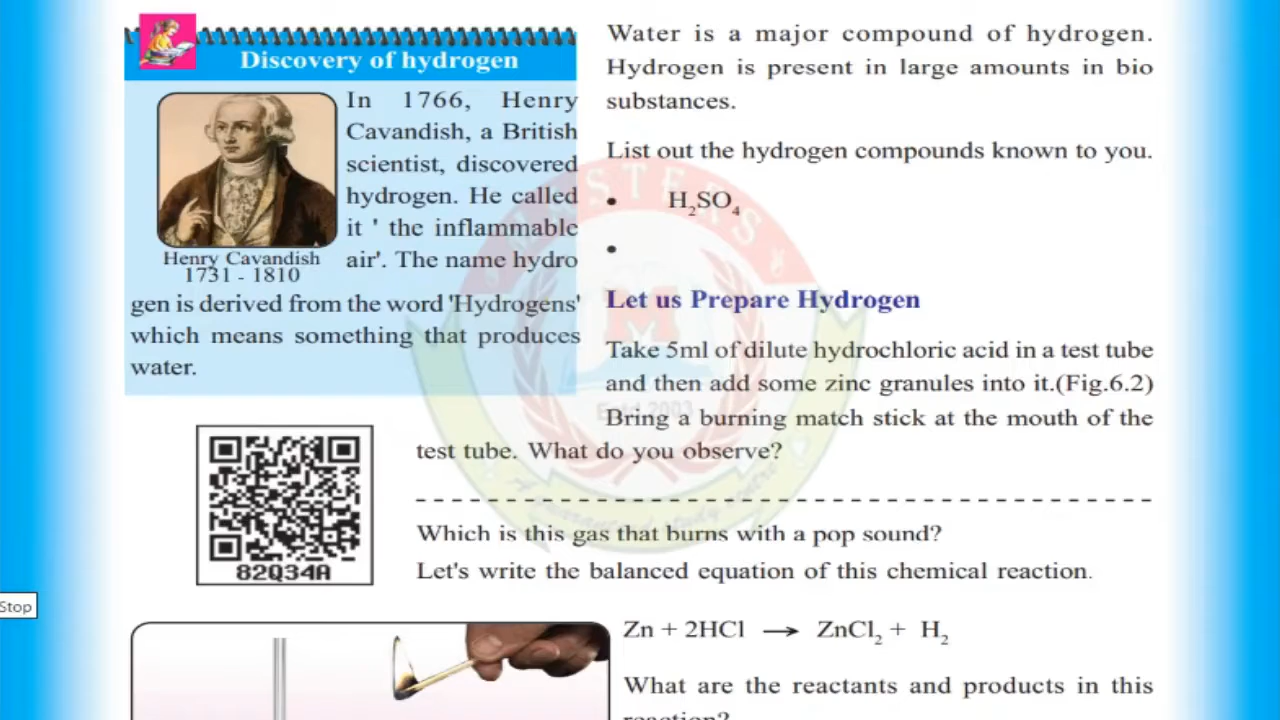 Discovery of hydrogen
In 1766, Henry
Cavandish, a British
scientist, discovered
hydrogen. He called
it ' the inflammable
air'. The name hydro
Henry Cavandish
1731 - 1810
gen is derived from the word 'Hydrogens'
which means something that produces
water.
82Q34A
Stop
Water is a major compound of hydrogen.
Hydrogen is present in large amounts in bio
substances.
List out the hydrogen compounds known to you.
• H₂SO₄
•
Let us Prepare Hydrogen
Take 5ml of dilute hydrochloric acid in a test tube
and then add some zinc granules into it.(Fig.6.2)
Bring a burning match stick at the mouth of the
test tube. What do you observe?
Which is this gas that burns with a pop sound?
Let's write the balanced equation of this chemical reaction.
Zn + 2HCl → ZnCl₂ + H₂
What are the reactants and products in this
reaction?
MASTERS
M
Estd 2003